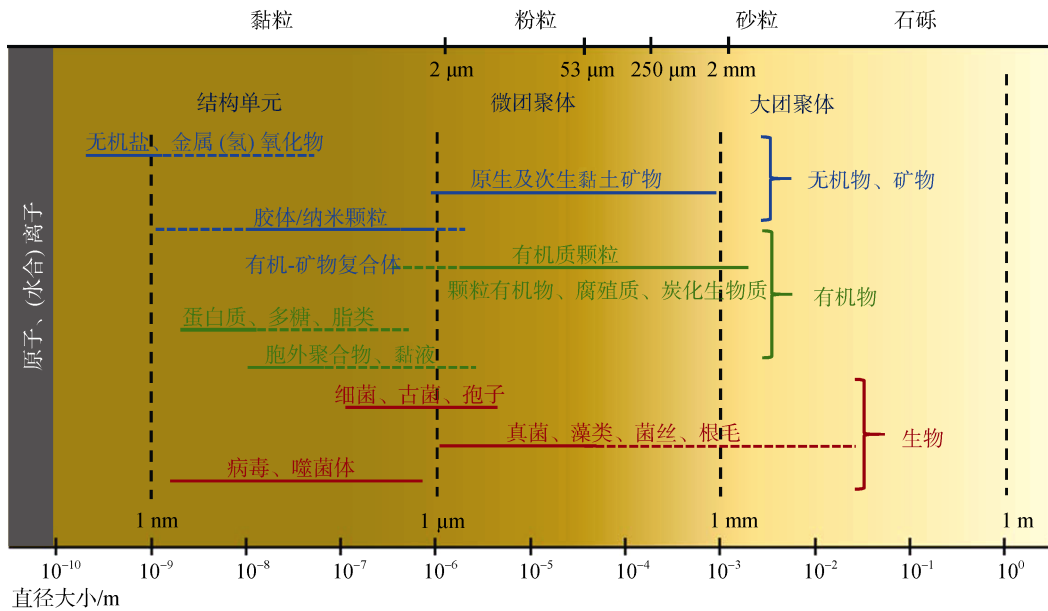 黏粒 粉粒 砂粒 石砾
2 μm 53 μm 250 μm 2 mm
结构单元 微团聚体 大团聚体
无机盐、金属 (氢) 氧化物
原生及次生黏土矿物
无机物、矿物
胶体/纳米颗粒
有机-矿物复合体
有机质颗粒
颗粒有机物、腐殖质、炭化生物质
有机物
蛋白质、多糖、脂类
胞外聚合物、黏液
细菌、古菌、孢子
真菌、藻类、菌丝、根毛
生物
病毒、噬菌体
原子、(水合) 离子
1 nm 1 μm 1 mm 1 m
10⁻¹⁰ 10⁻⁹ 10⁻⁸ 10⁻⁷ 10⁻⁶ 10⁻⁵ 10⁻⁴ 10⁻³ 10⁻² 10⁻¹ 10⁰
直径大小/m